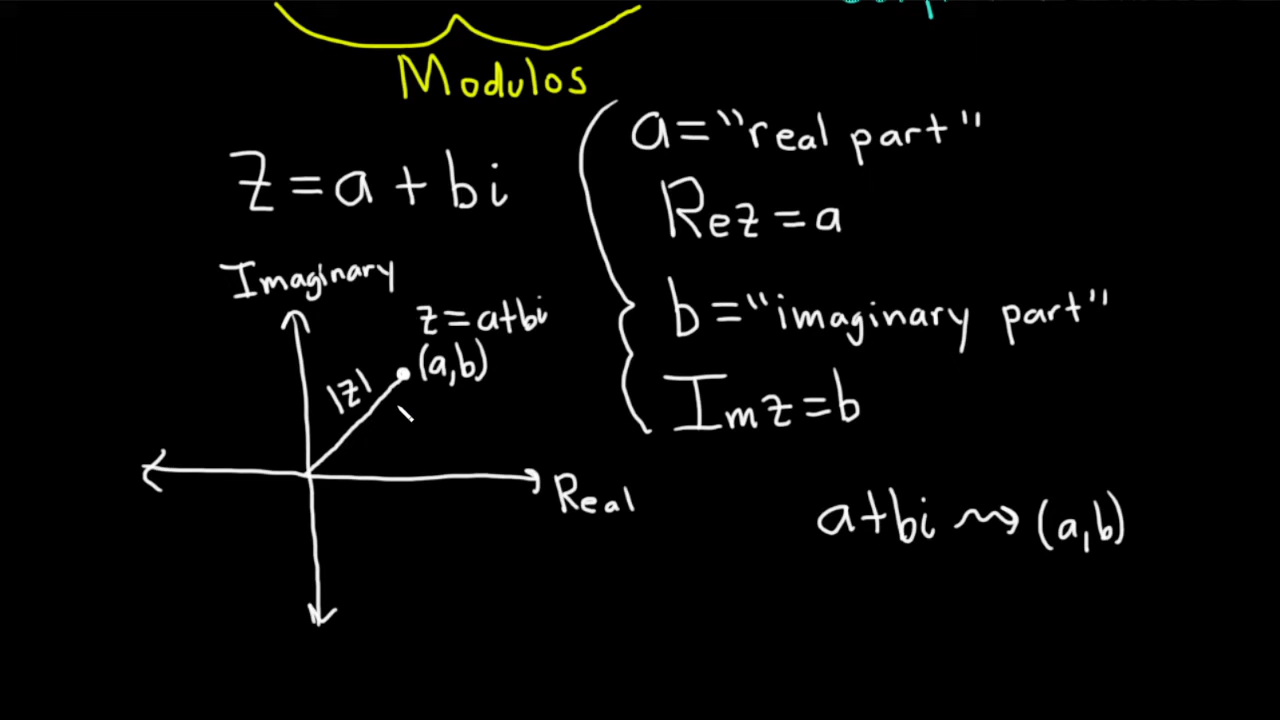 Modulos
z = a + bi
a = "real part"
Re z = a
b = "imaginary part"
Im z = b
Imaginary
z = a+bi
(a,b)
|z|
Real
a+bi ⇝ (a,b)